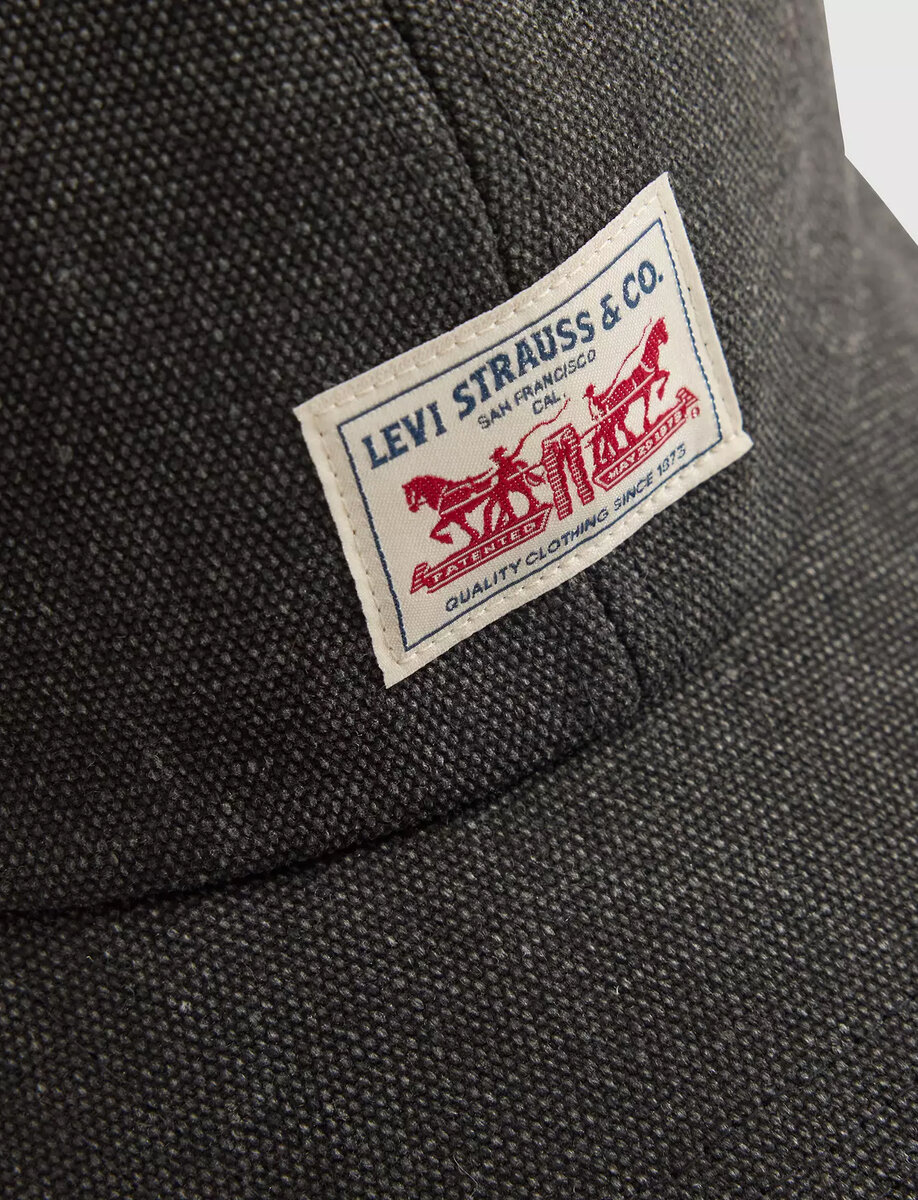 LEVI STRAUSS & CO.
SAN FRANCISCO
CAL.
PATENTED
MAY 20 1873
®
QUALITY CLOTHING SINCE 1873